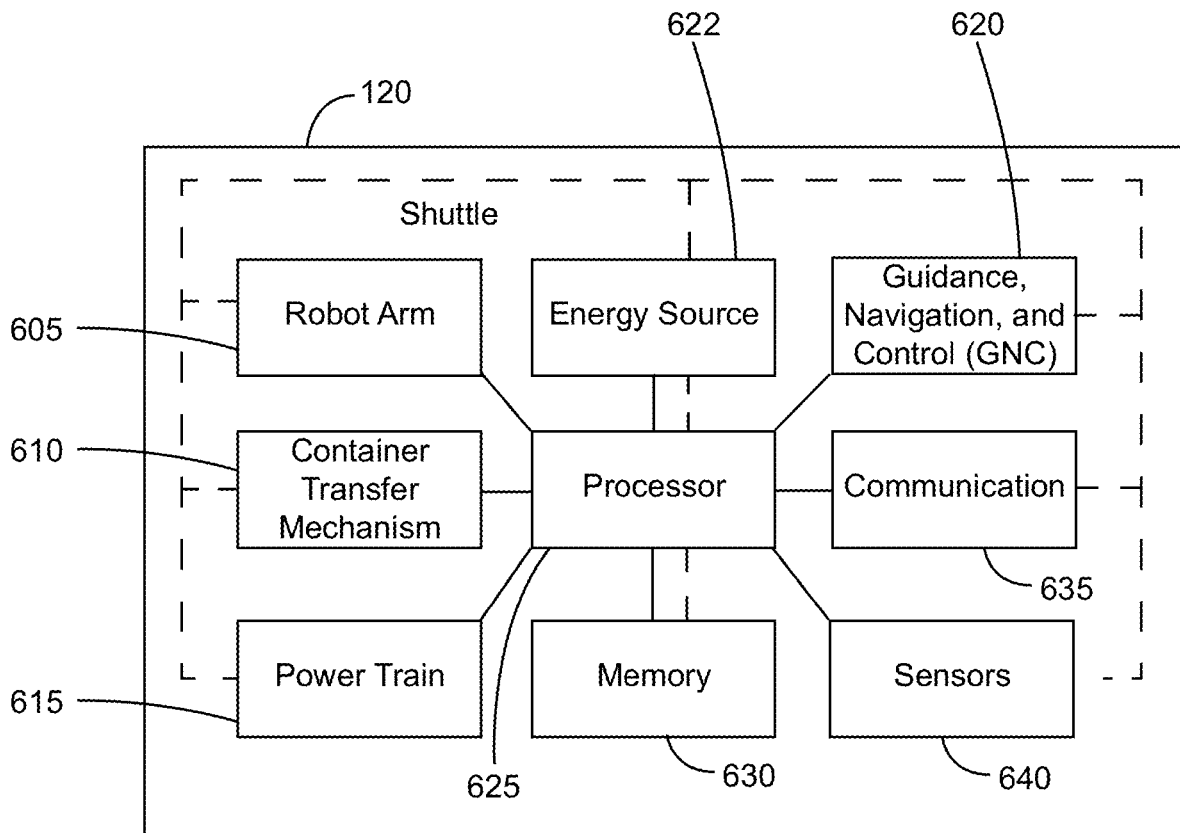 622
620
120
Shuttle
Robot Arm
Energy Source
Guidance,
Navigation, and
Control (GNC)
605
610
Container
Transfer
Mechanism
Processor
Communication
635
Power Train
Memory
Sensors
615
625
630
640